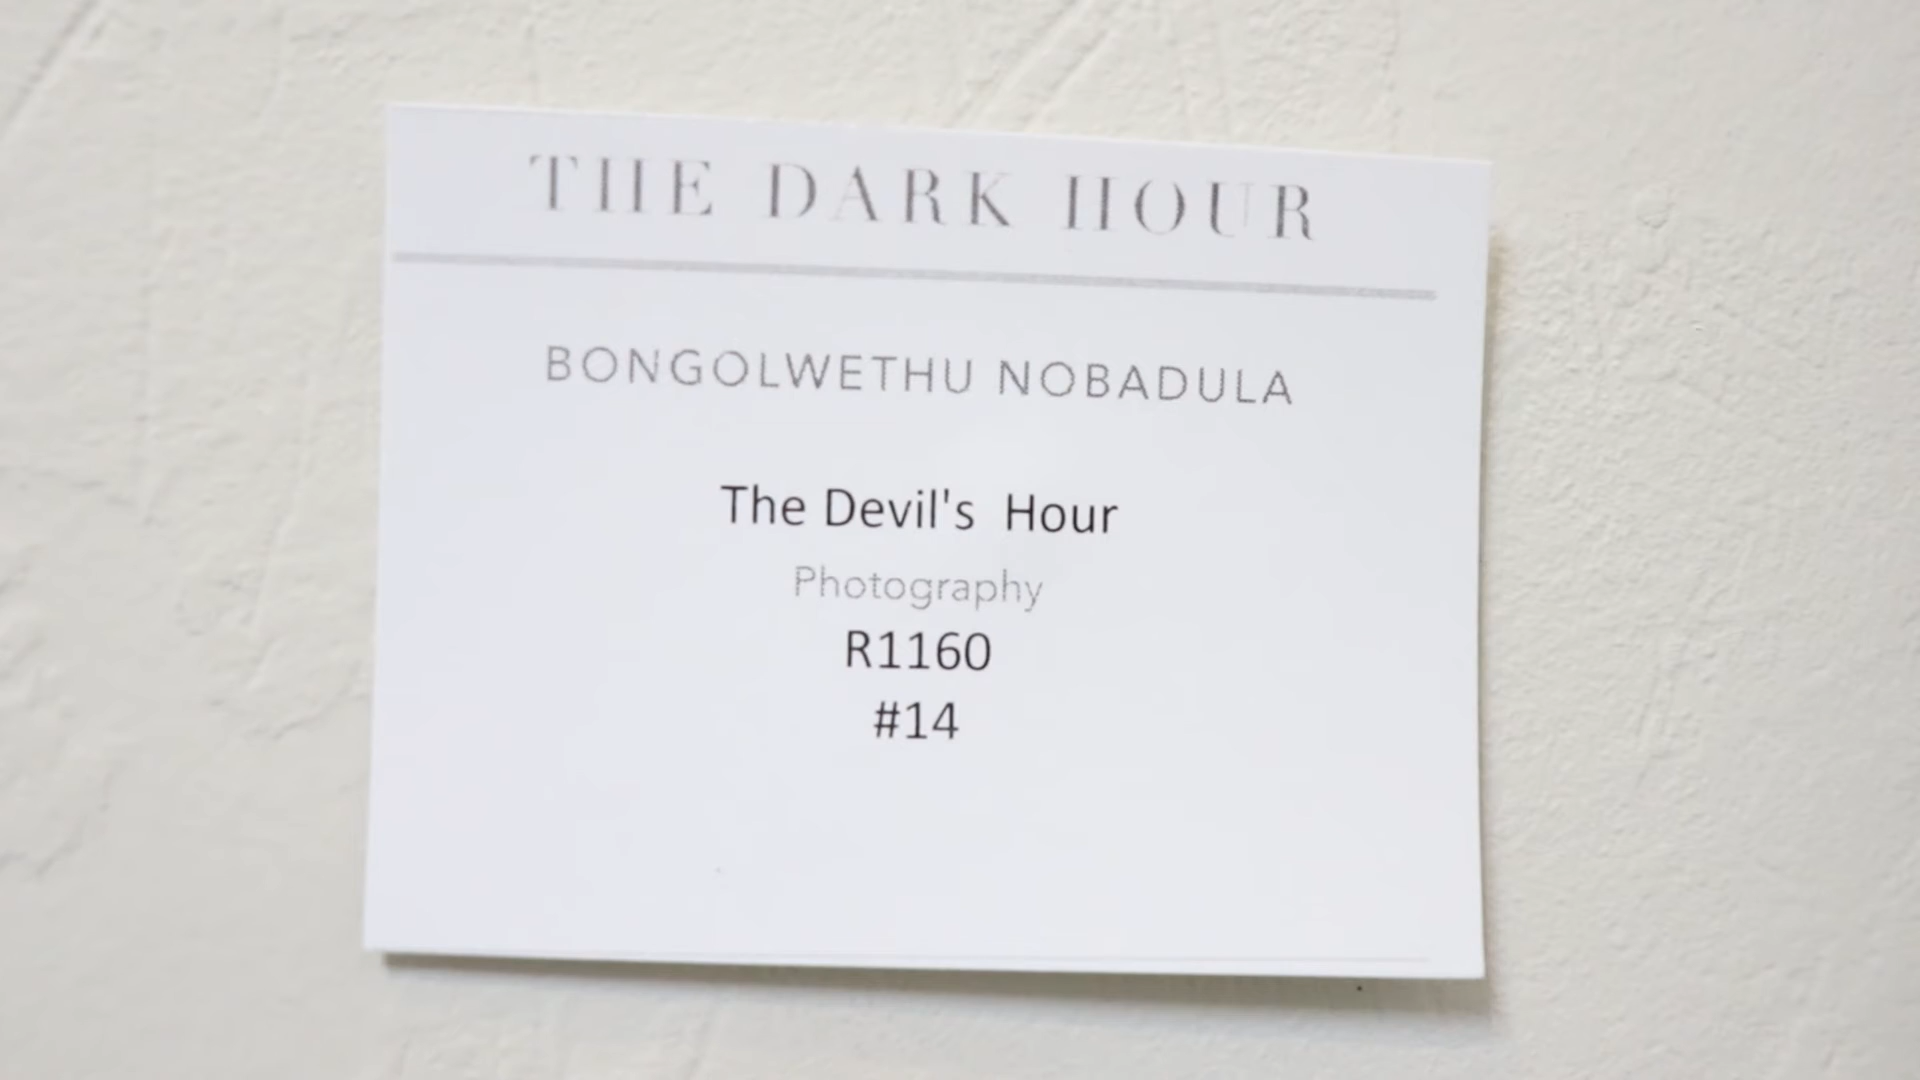 THE DARK HOUR
BONGOLWETHU NOBADULA
The Devil's  Hour
Photography
R1160
#14